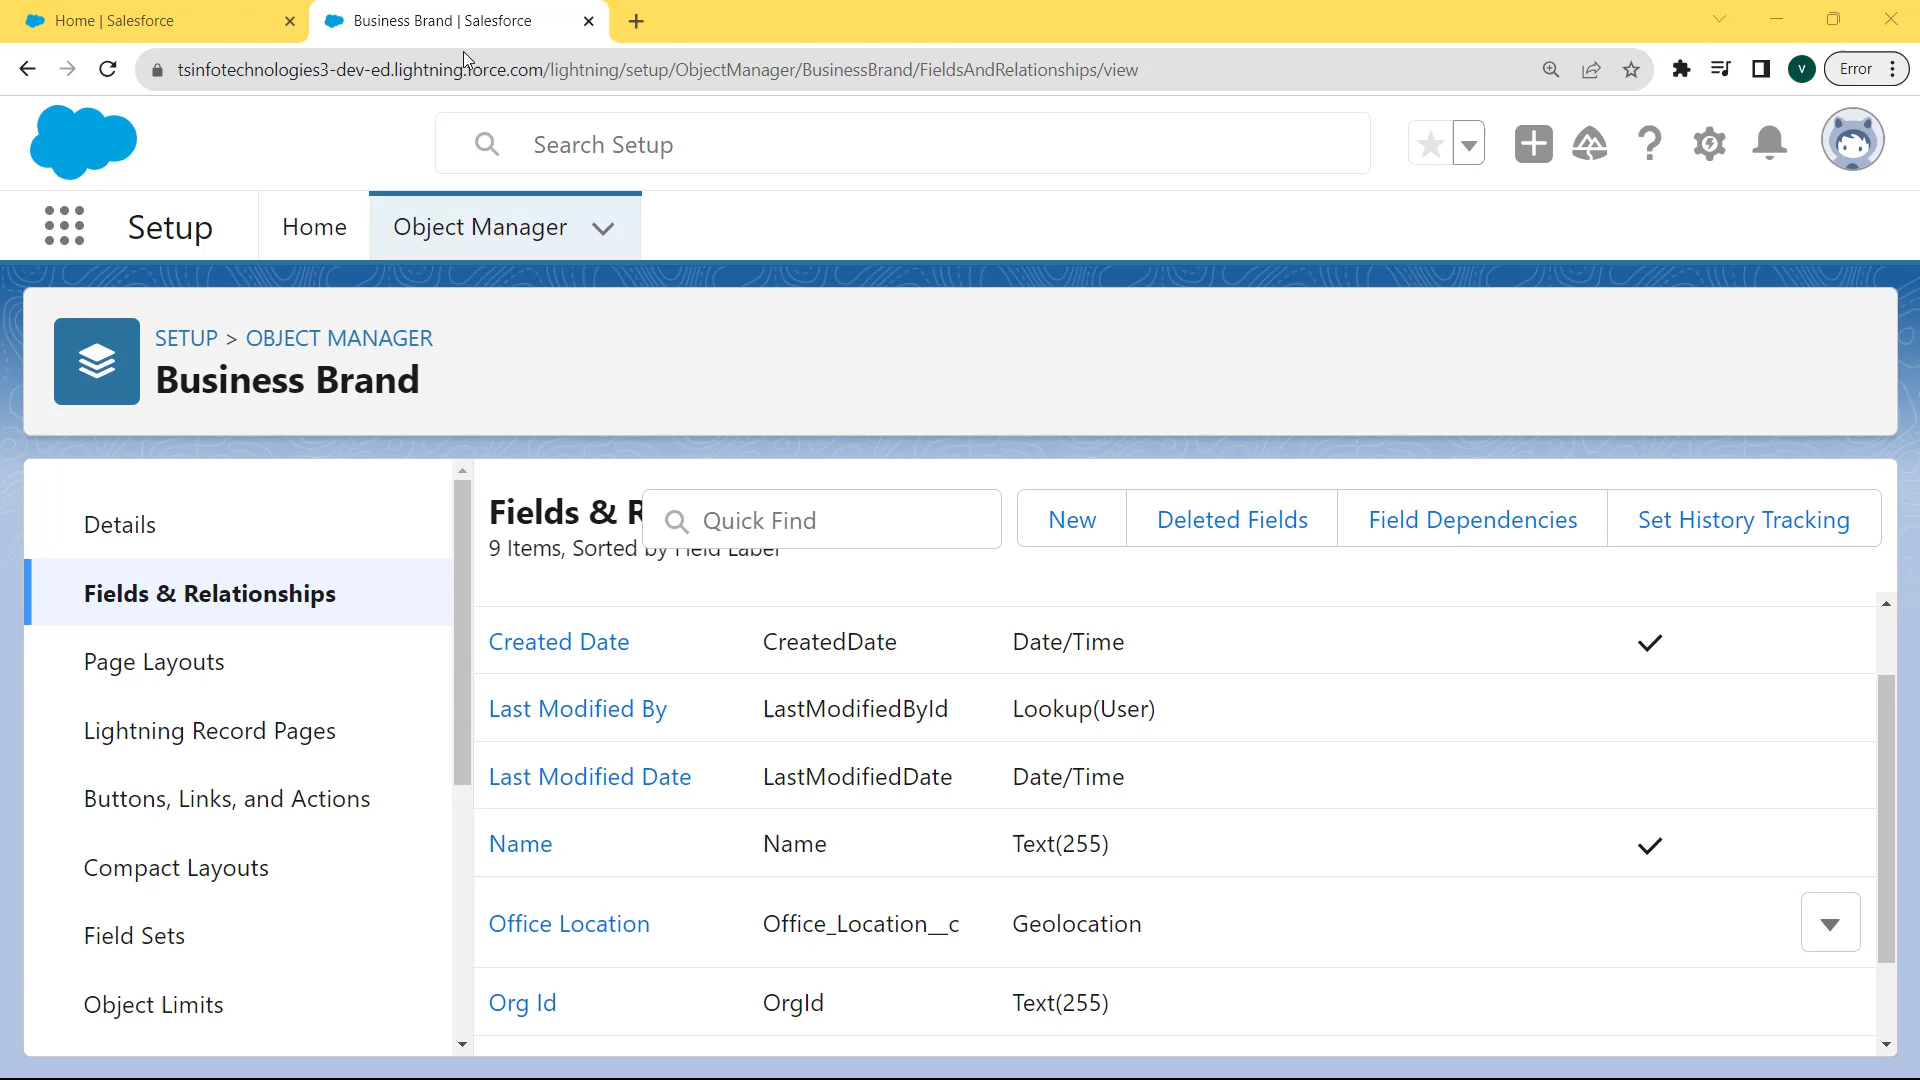 Home | Salesforce
Business Brand | Salesforce
tsinfotechnologies3-dev-ed.lightning.force.com/lightning/setup/ObjectManager/BusinessBrand/FieldsAndRelationships/view
V
Error
Search Setup
Setup
Home
Object Manager
SETUP > OBJECT MANAGER
Business Brand
Details
Fields & Relationships
Page Layouts
Lightning Record Pages
Buttons, Links, and Actions
Compact Layouts
Field Sets
Object Limits
Fields & R
9 Items, Sorted by Field Label
Quick Find
New
Deleted Fields
Field Dependencies
Set History Tracking
Created Date CreatedDate Date/Time
Last Modified By LastModifiedById Lookup(User)
Last Modified Date LastModifiedDate Date/Time
Name Name Text(255)
Office Location Office_Location__c Geolocation
Org Id OrgId Text(255)